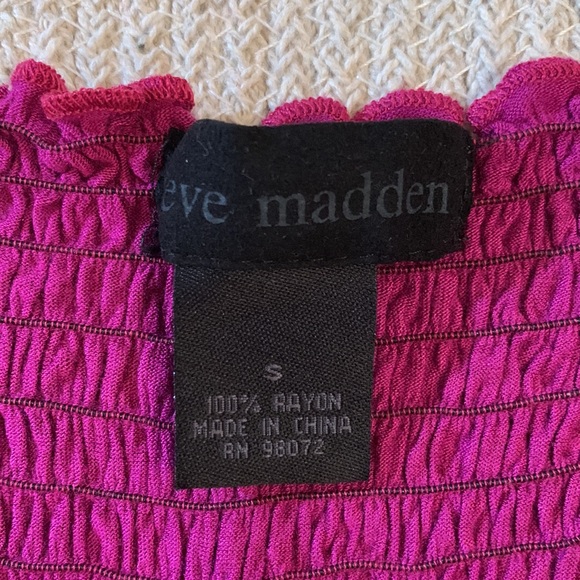 eve madden
S
100% RAYON
MADE IN CHINA
RN 98072